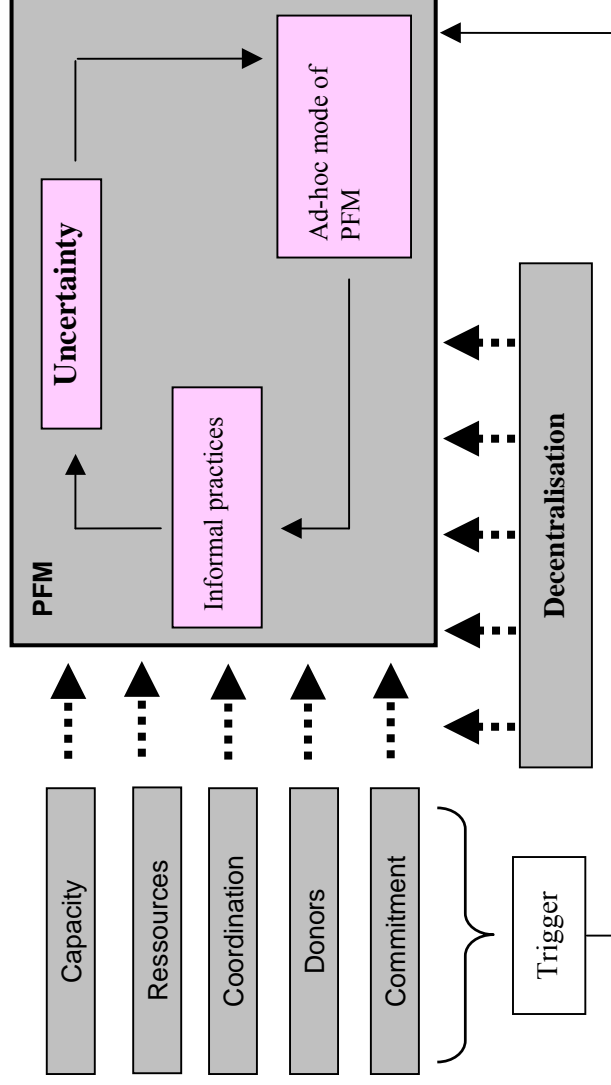 PFM
Uncertainty
Ad-hoc mode of
PFM
Informal practices
Capacity
Ressources
Coordination
Donors
Commitment
Decentralisation
Trigger